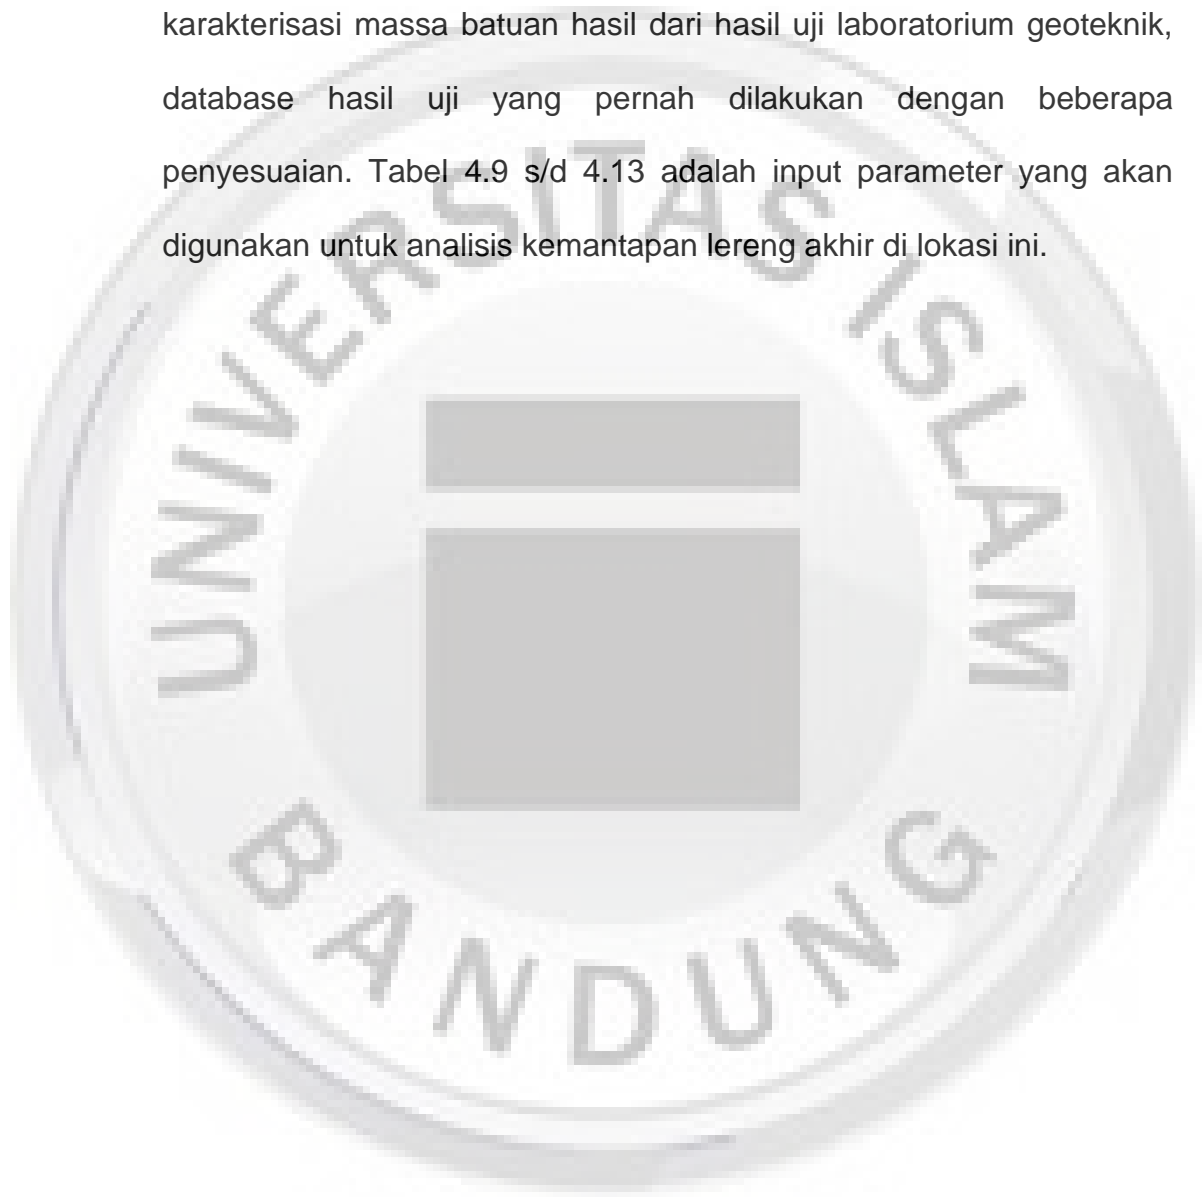 karakterisasi massa batuan hasil dari hasil uji laboratorium geoteknik,
database hasil uji yang pernah dilakukan dengan beberapa
penyesuaian. Tabel 4.9 s/d 4.13 adalah input parameter yang akan
digunakan untuk analisis kemantapan lereng akhir di lokasi ini.
UNIVERSITAS ISLAM
BANDUNG